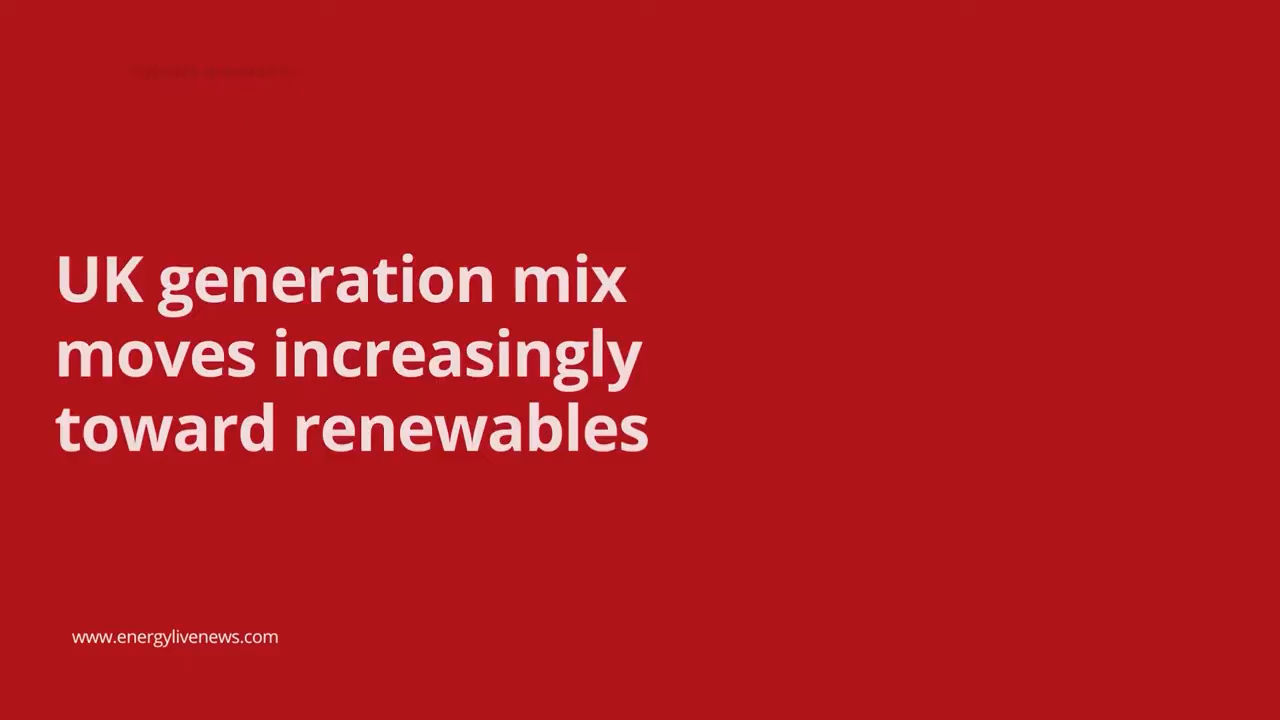 UK generation mix
moves increasingly
toward renewables
www.energylivenews.com